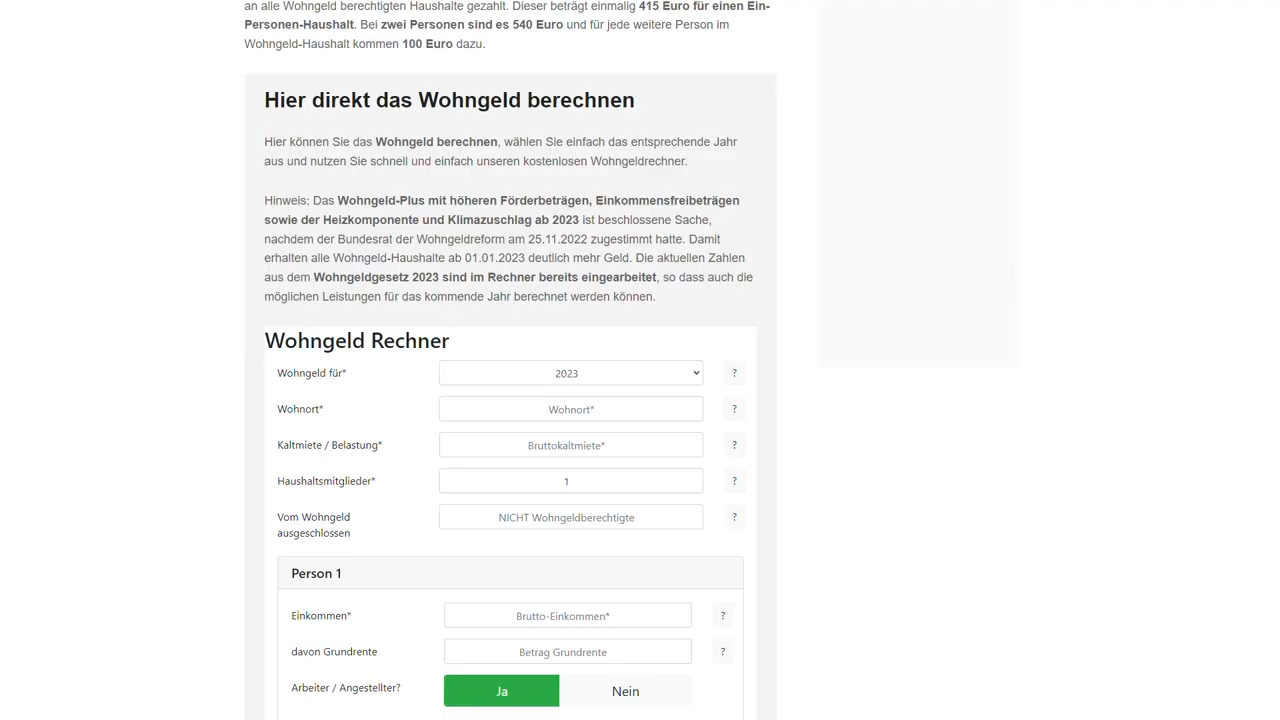 an alle Wohngeld berechtigten Haushalte gezahlt. Dieser beträgt einmalig 415 Euro für einen Ein-
Personen-Haushalt. Bei zwei Personen sind es 540 Euro und für jede weitere Person im
Wohngeld-Haushalt kommen 100 Euro dazu.
Hier direkt das Wohngeld berechnen
Hier können Sie das Wohngeld berechnen, wählen Sie einfach das entsprechende Jahr
aus und nutzen Sie schnell und einfach unseren kostenlosen Wohngeldrechner.
Hinweis: Das Wohngeld-Plus mit höheren Förderbeträgen, Einkommensfreibeträgen
sowie der Heizkomponente und Klimazuschlag ab 2023 ist beschlossene Sache,
nachdem der Bundesrat der Wohngeldreform am 25.11.2022 zugestimmt hatte. Damit
erhalten alle Wohngeld-Haushalte ab 01.01.2023 deutlich mehr Geld. Die aktuellen Zahlen
aus dem Wohngeldgesetz 2023 sind im Rechner bereits eingearbeitet, so dass auch die
möglichen Leistungen für das kommende Jahr berechnet werden können.
Wohngeld Rechner
Wohngeld für* 2023 ?
Wohnort* Wohnort* ?
Kaltmiete / Belastung* Bruttokaltmiete* ?
Haushaltsmitglieder* 1 ?
Vom Wohngeld NICHT Wohngeldberechtigte ?
ausgeschlossen
Person 1
Einkommen* Brutto-Einkommen* ?
davon Grundrente Betrag Grundrente ?
Arbeiter / Angestellter? Ja Nein